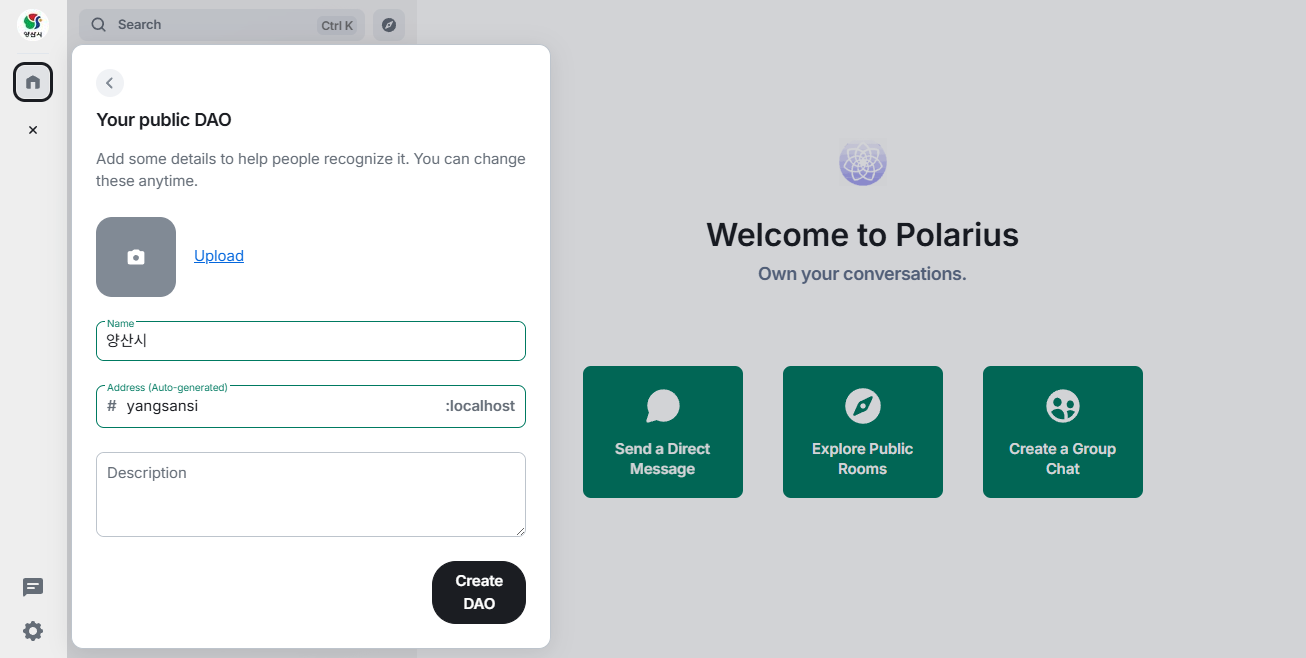 양산시
Search
Ctrl K
Your public DAO
Add some details to help people recognize it. You can change
these anytime.
Upload
Name
양산시
Address (Auto-generated)
# yangsansi :localhost
Description
Create
DAO
Welcome to Polarius
Own your conversations.
Send a Direct
Message
Explore Public
Rooms
Create a Group
Chat